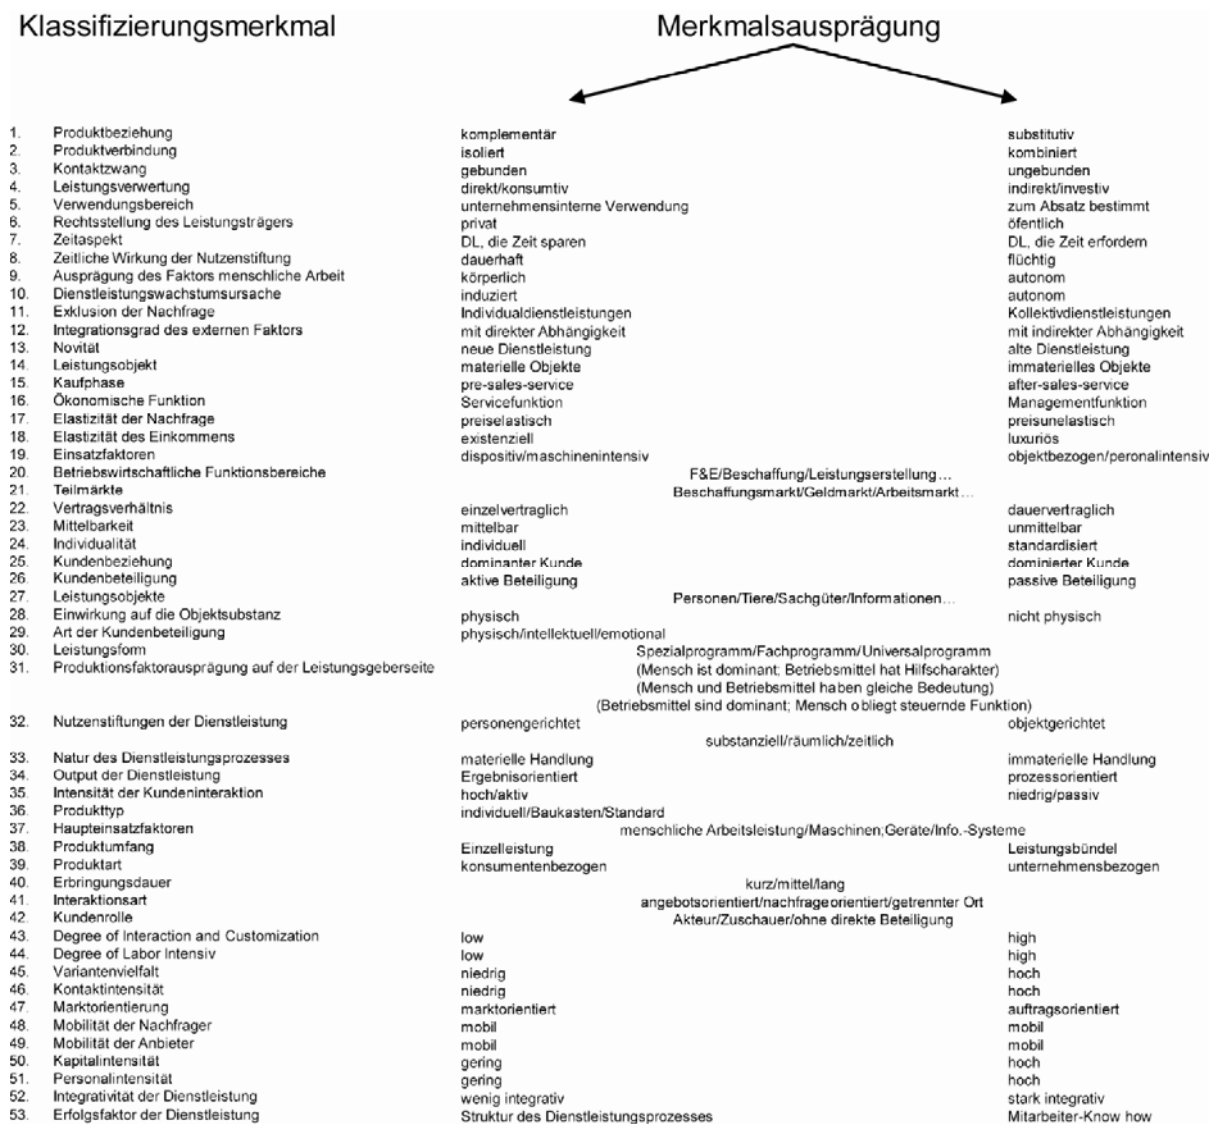 Klassifizierungsmerkmal Merkmalsausprägung
1. Produktbeziehung komplementär substitutiv
2. Produktverbindung isoliert kombiniert
3. Kontaktzwang gebunden ungebunden
4. Leistungsverwertung direkt/konsumtiv indirekt/investiv
5. Verwendungsbereich unternehmensinterne Verwendung zum Absatz bestimmt
6. Rechtsstellung des Leistungsträgers privat öfentlich
7. Zeitaspekt DL, die Zeit sparen DL, die Zeit erfordern
8. Zeitliche Wirkung der Nutzenstiftung dauerhaft flüchtig
9. Ausprägung des Faktors menschliche Arbeit körperlich autonom
10. Dienstleistungswachstumsursache induziert autonom
11. Exklusion der Nachfrage Individualdienstleistungen Kollektivdienstleistungen
12. Integrationsgrad des externen Faktors mit direkter Abhängigkeit mit indirekter Abhängigkeit
13. Novität neue Dienstleistung alte Dienstleistung
14. Leistungsobjekt materielle Objekte immaterielles Objekte
15. Kaufphase pre-sales-service after-sales-service
16. Ökonomische Funktion Servicefunktion Managementfunktion
17. Elastizität der Nachfrage preiselastisch preisunelastisch
18. Elastizität des Einkommens existenziell luxuriös
19. Einsatzfaktoren dispositiv/maschinenintensiv objektbezogen/peronalintensiv
20. Betriebswirtschaftliche Funktionsbereiche F&E/Beschaffung/Leistungserstellung…
21. Teilmärkte Beschaffungsmarkt/Geldmarkt/Arbeitsmarkt…
22. Vertragsverhältnis einzelvertraglich dauervertraglich
23. Mittelbarkeit mittelbar unmittelbar
24. Individualität individuell standardisiert
25. Kundenbeziehung dominanter Kunde dominierter Kunde
26. Kundenbeteiligung aktive Beteiligung passive Beteiligung
27. Leistungsobjekte Personen/Tiere/Sachgüter/Informationen…
28. Einwirkung auf die Objektsubstanz physisch nicht physisch
29. Art der Kundenbeteiligung physisch/intellektuell/emotional
30. Leistungsform Spezialprogramm/Fachprogramm/Universalprogramm
31. Produktionsfaktorausprägung auf der Leistungsgeberseite (Mensch ist dominant; Betriebsmittel hat Hilfscharakter)
(Mensch und Betriebsmittel haben gleiche Bedeutung)
(Betriebsmittel sind dominant; Mensch obliegt steuernde Funktion)
32. Nutzenstiftungen der Dienstleistung personengerichtet objektgerichtet
substanziell/räumlich/zeitlich
33. Natur des Dienstleistungsprozesses materielle Handlung immaterielle Handlung
34. Output der Dienstleistung Ergebnisorientiert prozessorientiert
35. Intensität der Kundeninteraktion hoch/aktiv niedrig/passiv
36. Produkttyp individuell/Baukasten/Standard
37. Haupteinsatzfaktoren menschliche Arbeitsleistung/Maschinen;Geräte/Info.-Systeme
38. Produktumfang Einzelleistung Leistungsbündel
39. Produktart konsumentenbezogen unternehmensbezogen
40. Erbringungsdauer kurz/mittel/lang
41. Interaktionsart angebotsorientiert/nachfrageorientiert/getrennter Ort
42. Kundenrolle Akteur/Zuschauer/ohne direkte Beteiligung
43. Degree of Interaction and Customization low high
44. Degree of Labor Intensiv low high
45. Variantenvielfalt niedrig hoch
46. Kontaktintensität niedrig hoch
47. Marktorientierung marktorientiert auftragsorientiert
48. Mobilität der Nachfrager mobil mobil
49. Mobilität der Anbieter mobil mobil
50. Kapitalintensität gering hoch
51. Personalintensität gering hoch
52. Integrativität der Dienstleistung wenig integrativ stark integrativ
53. Erfolgsfaktor der Dienstleistung Struktur des Dienstleistungsprozesses Mitarbeiter-Know how